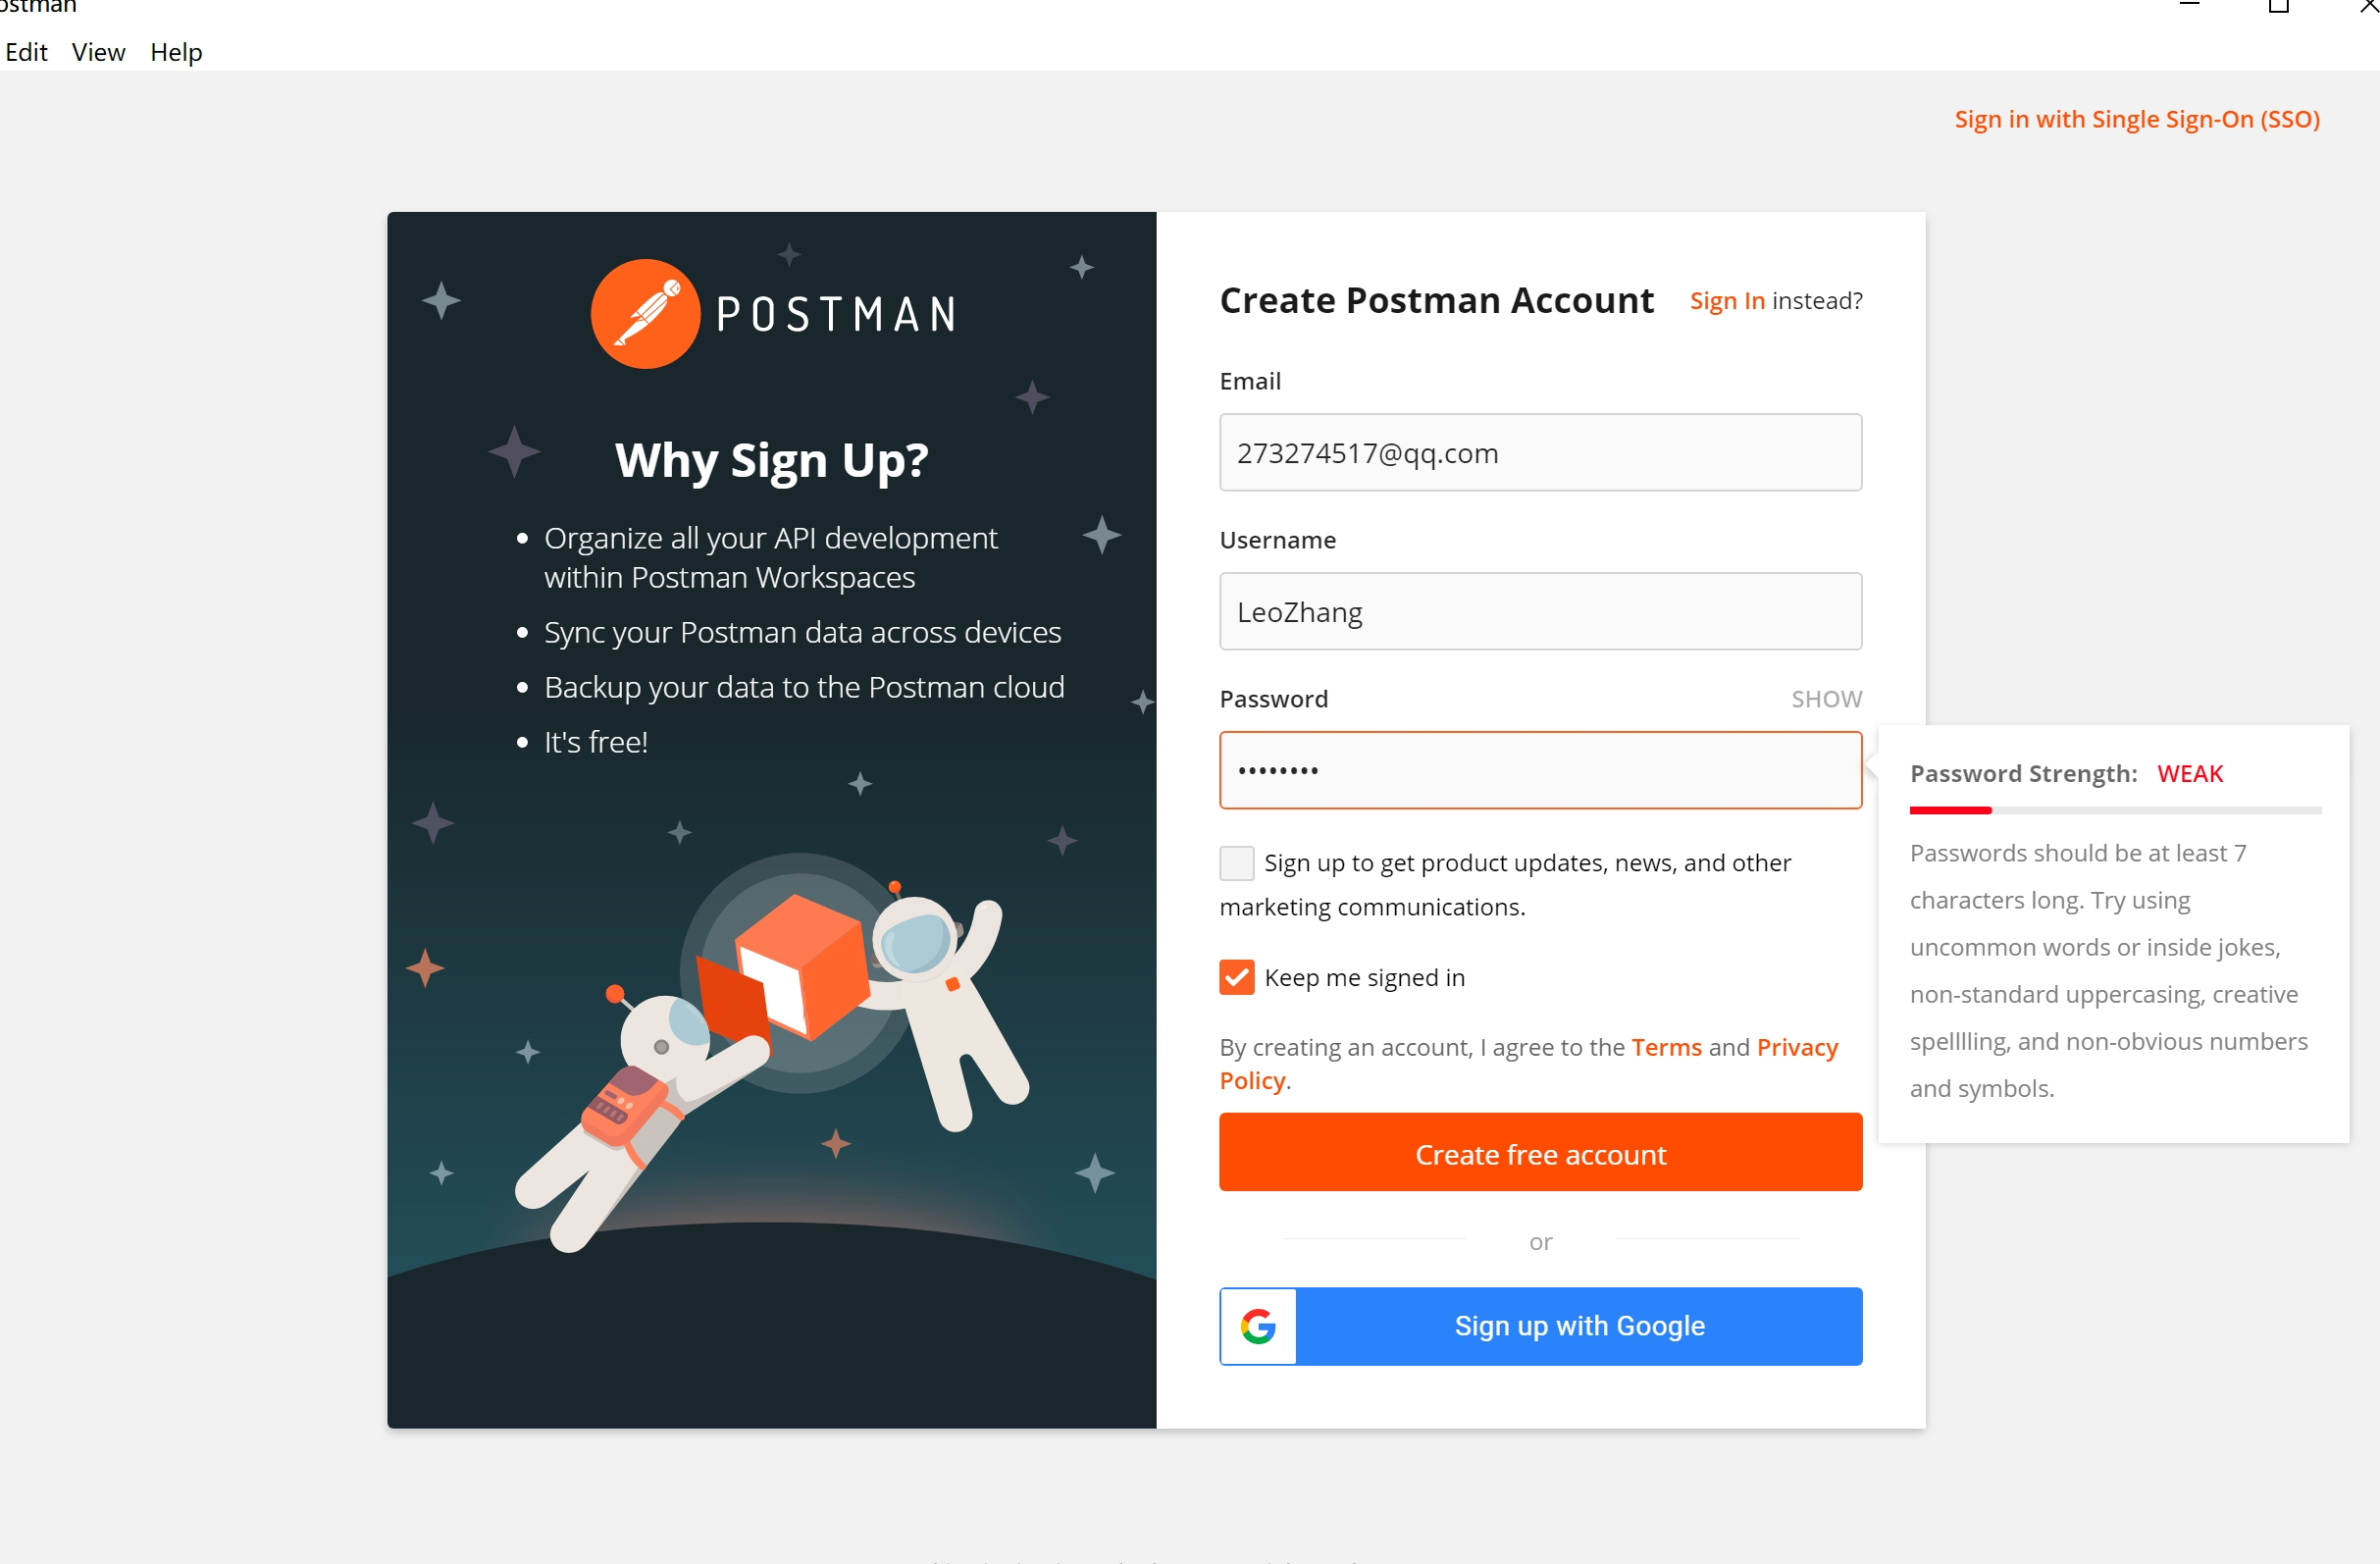 Edit View Help
Sign in with Single Sign-On (SSO)
POSTMAN
Why Sign Up?
Organize all your API development
within Postman Workspaces
Sync your Postman data across devices
Backup your data to the Postman cloud
It's free!
Create Postman Account Sign In instead?
Email
273274517@qq.com
Username
LeoZhang
Password SHOW
••••••••
Sign up to get product updates, news, and other
marketing communications.
Keep me signed in
By creating an account, I agree to the Terms and Privacy
Policy.
Create free account
or
Sign up with Google
Password Strength: WEAK
Passwords should be at least 7
characters long. Try using
uncommon words or inside jokes,
non-standard uppercasing, creative
spelllling, and non-obvious numbers
and symbols.